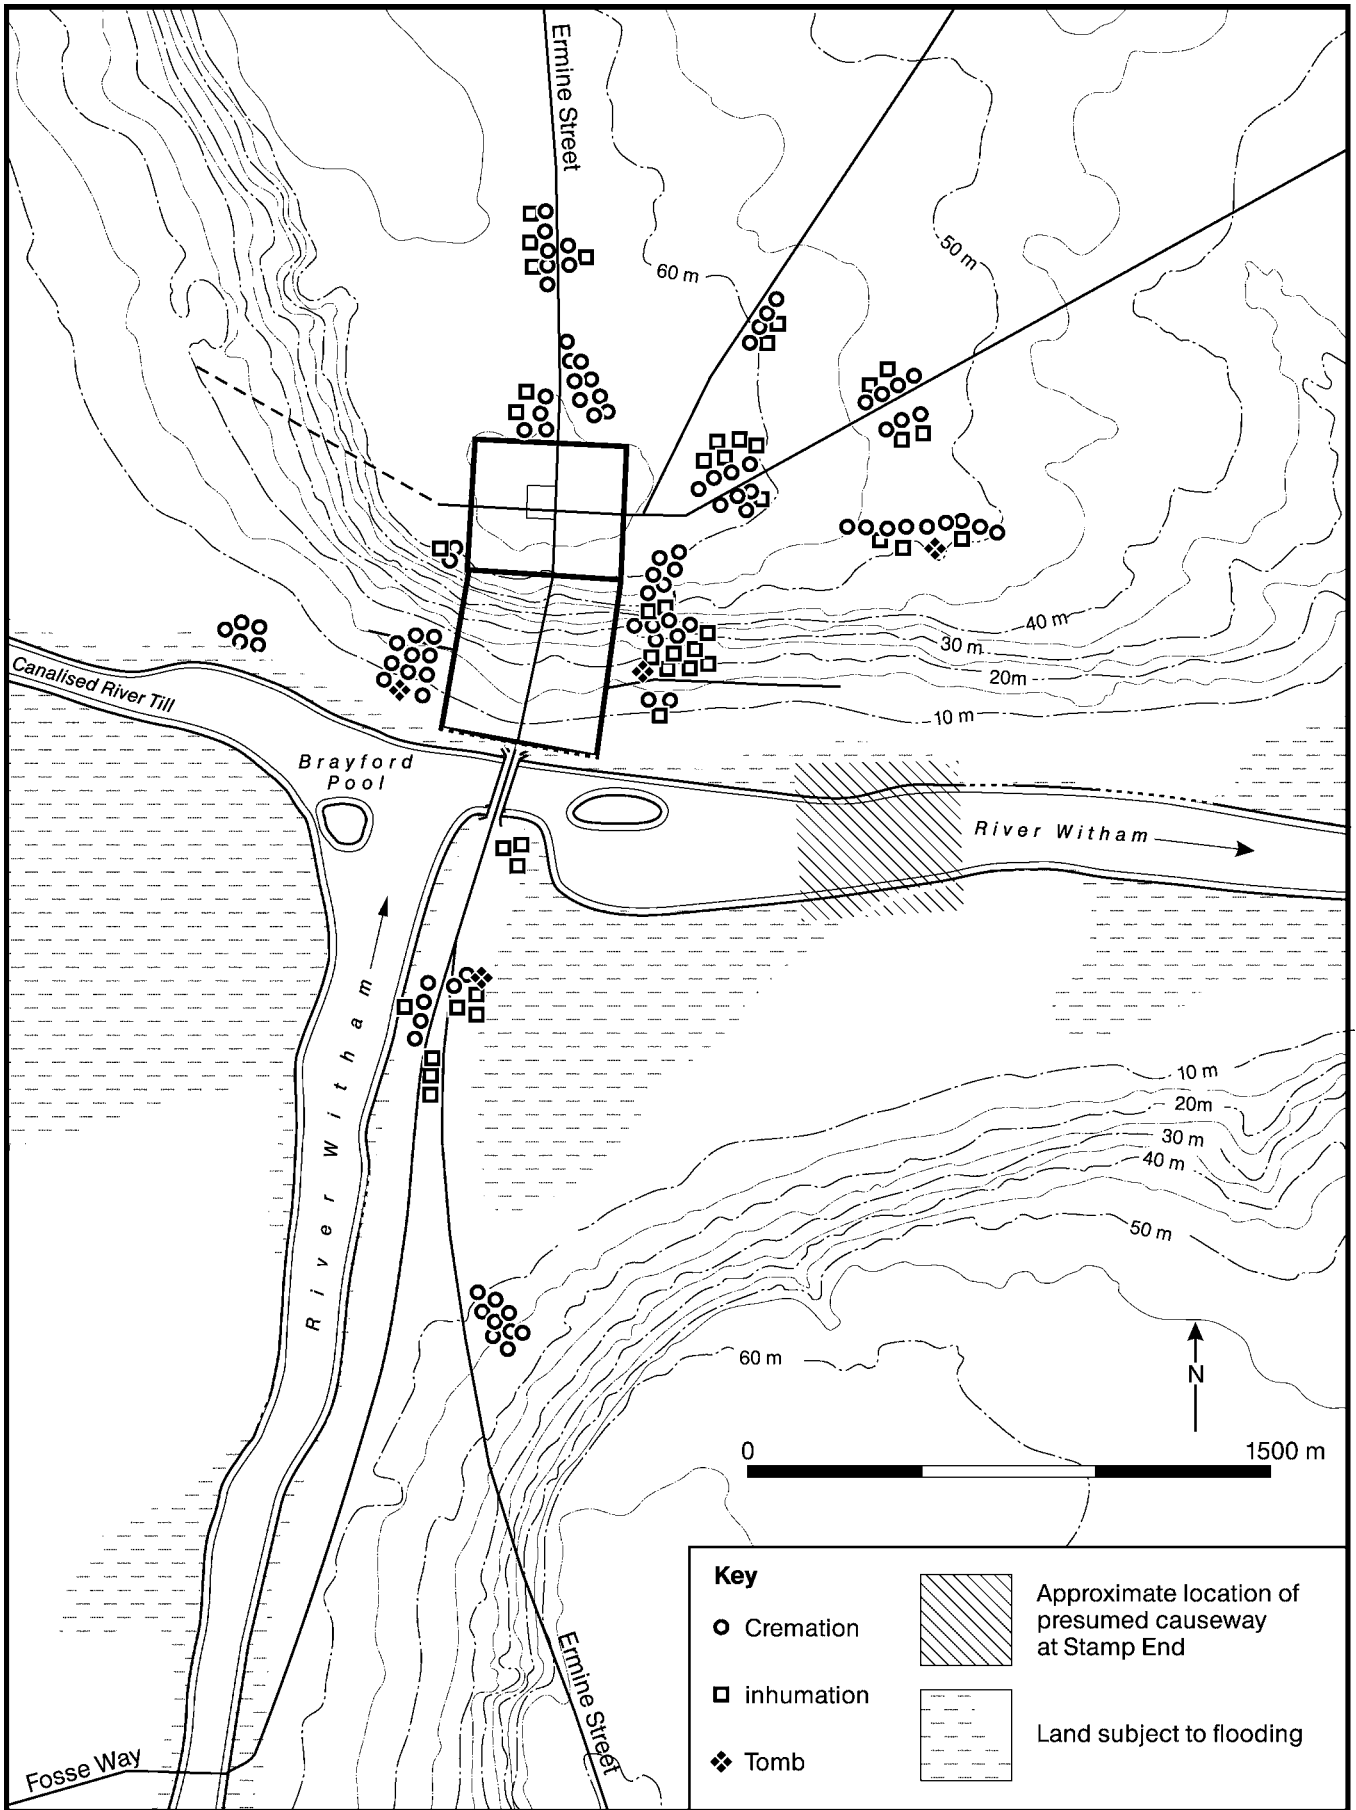 Ermine Street
60 m
50 m
40 m
30 m
20m
10 m
Canalised River Till
Brayford
Pool
River Witham
River Witham
10 m
20m
30 m
40 m
50 m
60 m
N
0
1500 m
Ermine Street
Fosse Way
Key
Cremation
inhumation
Tomb
Approximate location of
presumed causeway
at Stamp End
Land subject to flooding